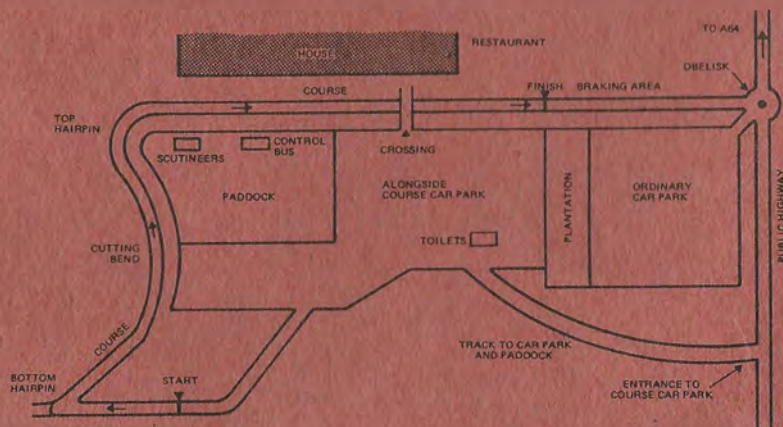 TO A64
RESTAURANT
HOUSE
OBELISK
COURSE
FINISH
BRAKING AREA
TOP
HAIRPIN
SCUTINEERS
CONTROL
BUS
CROSSING
PADDOCK
ALONGSIDE
COURSE CAR PARK
PLANTATION
ORDINARY
CAR PARK
PUBLIC HIGHWAY
TOILETS
CUTTING
BEND
COURSE
TRACK TO CAR PARK
AND PADDOCK
BOTTOM
HAIRPIN
START
ENTRANCE TO
COURSE CAR PARK